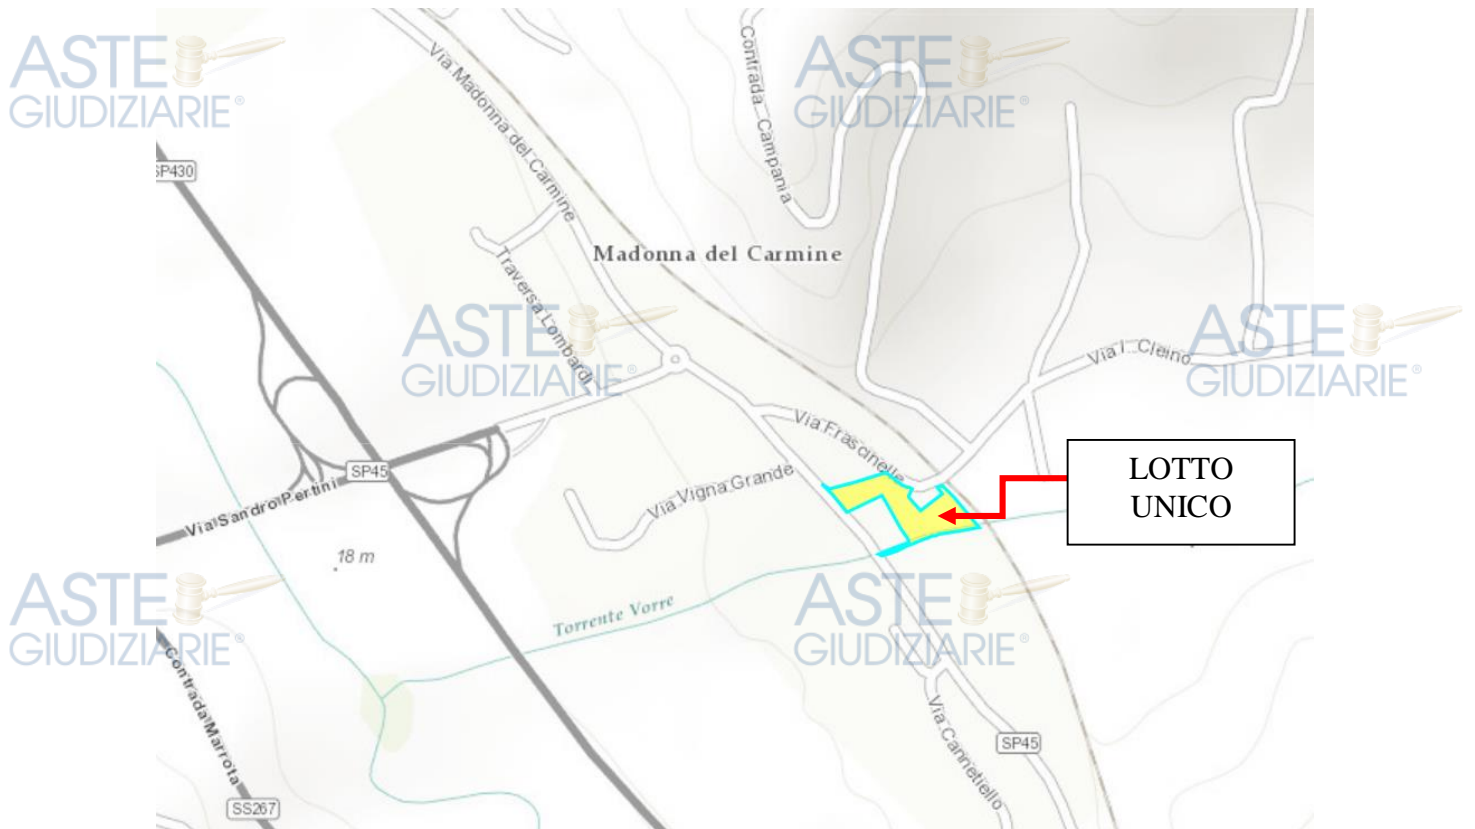 ASTE
GIUDIZIARIE®
ASTE
GIUDIZIARIE®
Via Madonna del Carmine
Contrada Campania
SP430
Madonna del Carmine
Traversa Lombardi
ASTE
GIUDIZIARIE®
ASTE
GIUDIZIARIE®
Via I. Cleino
Via Frascinelle
SP45
Via Vigna Grande
Via Sandro Pertini
LOTTO
UNICO
18 m
ASTE
GIUDIZIARIE®
ASTE
GIUDIZIARIE®
Torrente Vorre
Contrada Marrota
Via Cannetiello
SP45
SS267